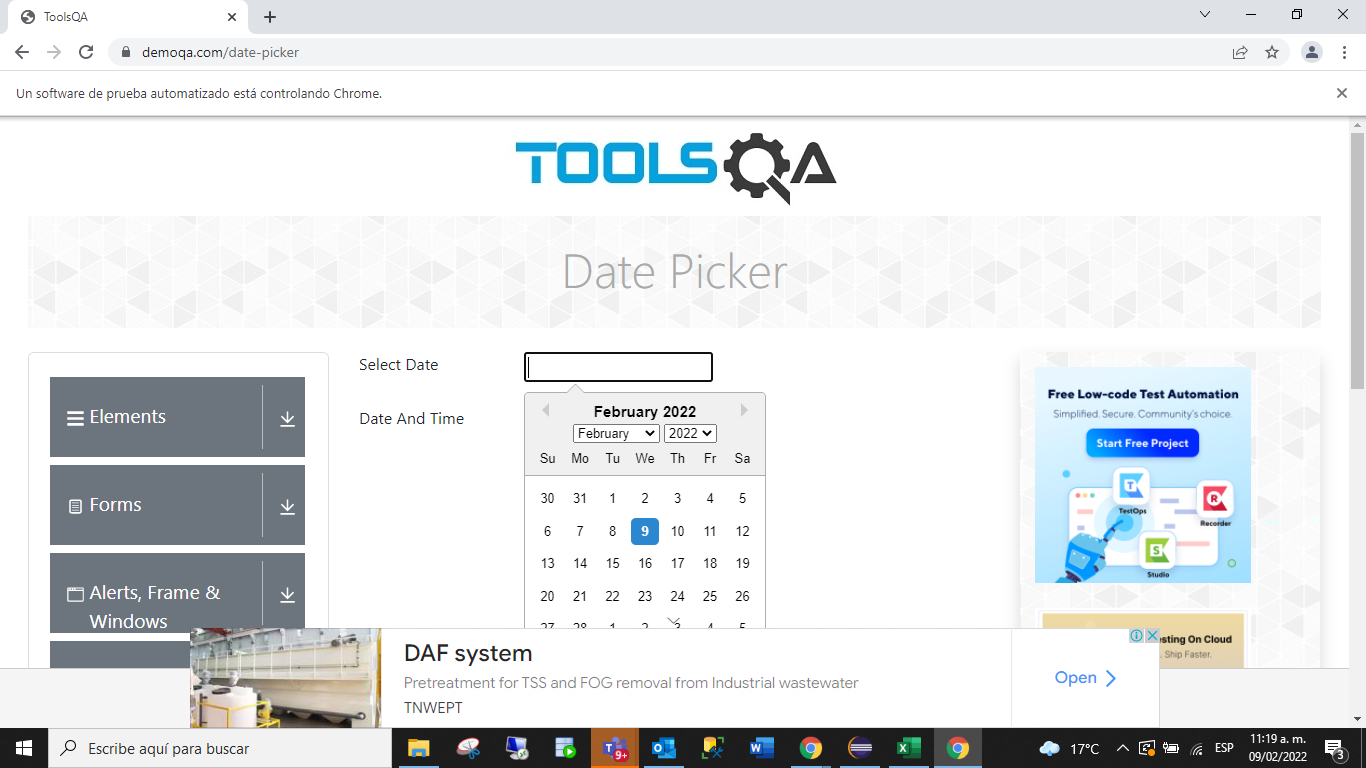 ToolsQA
demoqa.com/date-picker
Un software de prueba automatizado está controlando Chrome.
TOOLSQA
Date Picker
Elements
Forms
Alerts, Frame &
Windows
Select Date
Date And Time
February 2022
February 2022
Su Mo Tu We Th Fr Sa
30 31 1 2 3 4 5
6 7 8 9 10 11 12
13 14 15 16 17 18 19
20 21 22 23 24 25 26
27 28 1 2 3 4 5
Free Low-code Test Automation
Simplified. Secure. Community's choice.
Start Free Project
TestOps
Recorder
Studio
esting On Cloud
. Ship Faster.
DAF system
Pretreatment for TSS and FOG removal from Industrial wastewater
TNWEPT
Open
Escribe aquí para buscar
9+
17°C
ESP
11:19 a. m.
09/02/2022
3